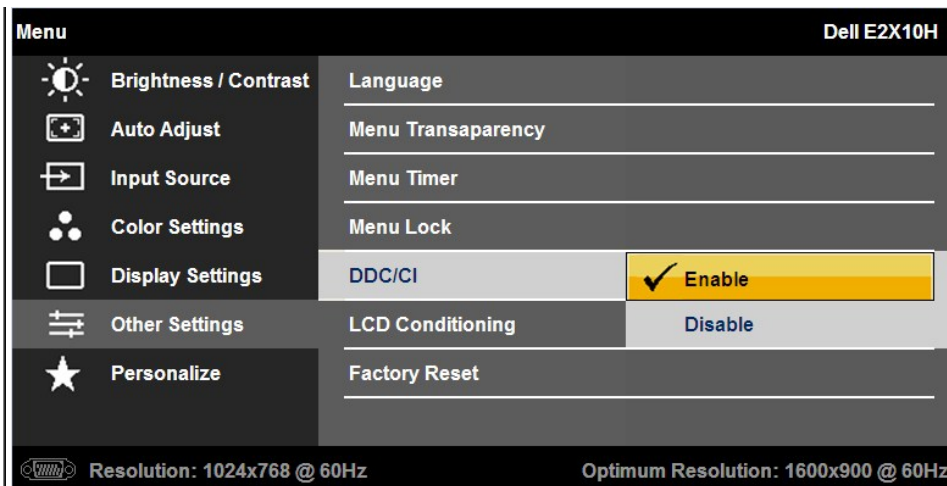 Menu Dell E2X10H
Brightness / Contrast Language
Auto Adjust Menu Transaparency
Input Source Menu Timer
Color Settings Menu Lock
Display Settings DDC/CI Enable
Other Settings LCD Conditioning Disable
Personalize Factory Reset
Resolution: 1024x768 @ 60Hz Optimum Resolution: 1600x900 @ 60Hz